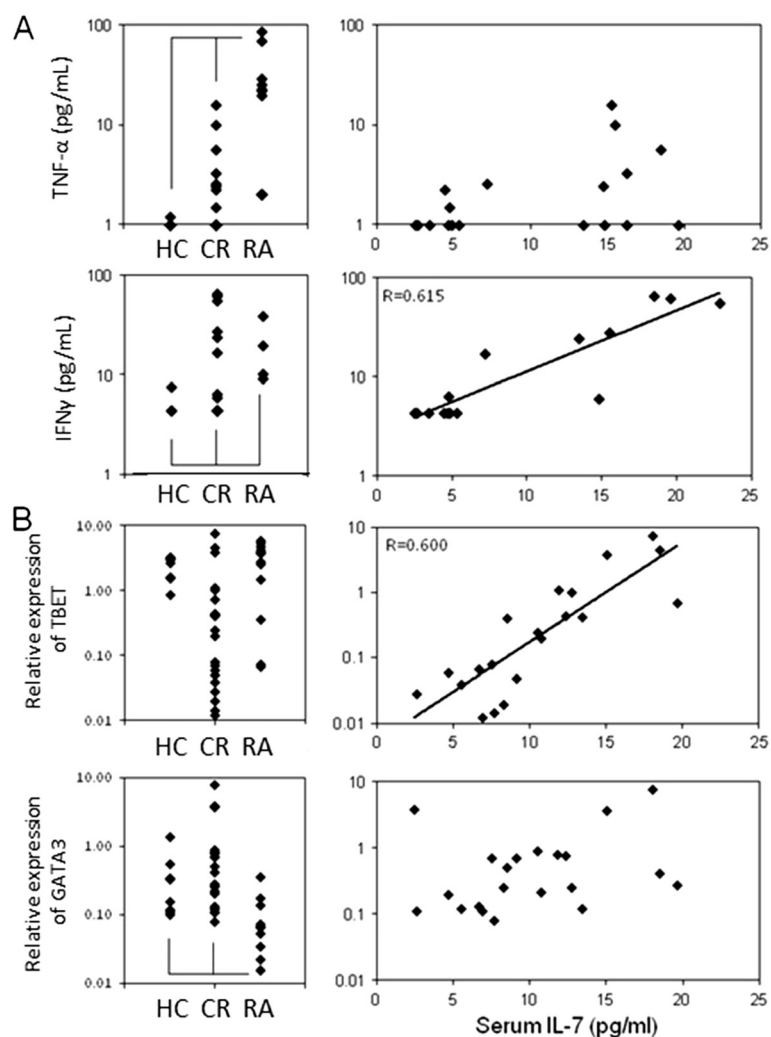 A
TNF-α (pg/mL)
100
10
1
HC CR RA
100
10
1
0 5 10 15 20 25
IFNγ (pg/mL)
100
10
1
HC CR RA
R=0.615
100
10
1
0 5 10 15 20 25
B
Relative expression
of TBET
10.00
1.00
0.10
0.01
HC CR RA
R=0.600
10
1
0.1
0.01
0 5 10 15 20 25
Relative expression
of GATA3
10.00
1.00
0.10
0.01
HC CR RA
10
1
0.1
0.01
0 5 10 15 20 25
Serum IL-7 (pg/ml)